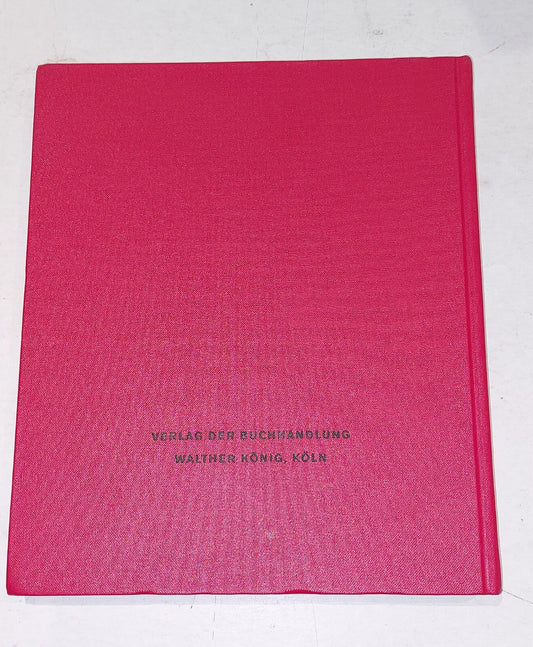 VERLAG DER BUCHHANDLUNG
WALTHER KÖNIG, KÖLN